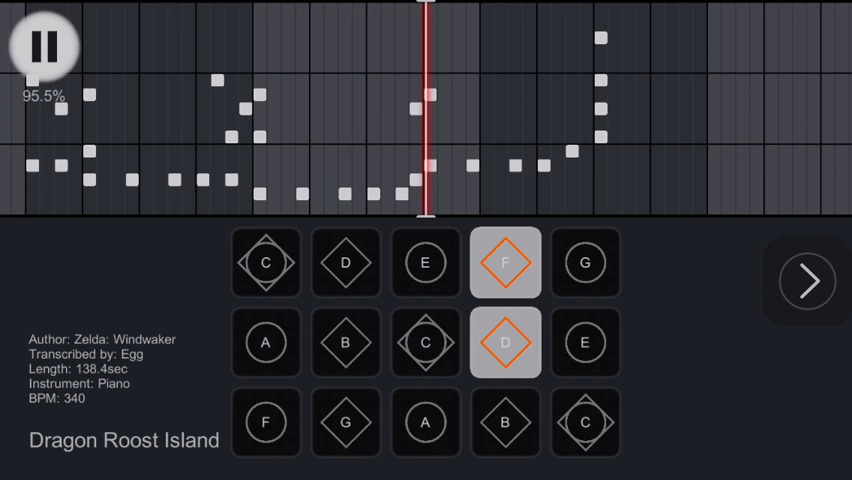 95.5%
C D E F G
A B C D E
F G A B C
Author: Zelda: Windwaker
Transcribed by: Egg
Length: 138.4sec
Instrument: Piano
BPM: 340
Dragon Roost Island